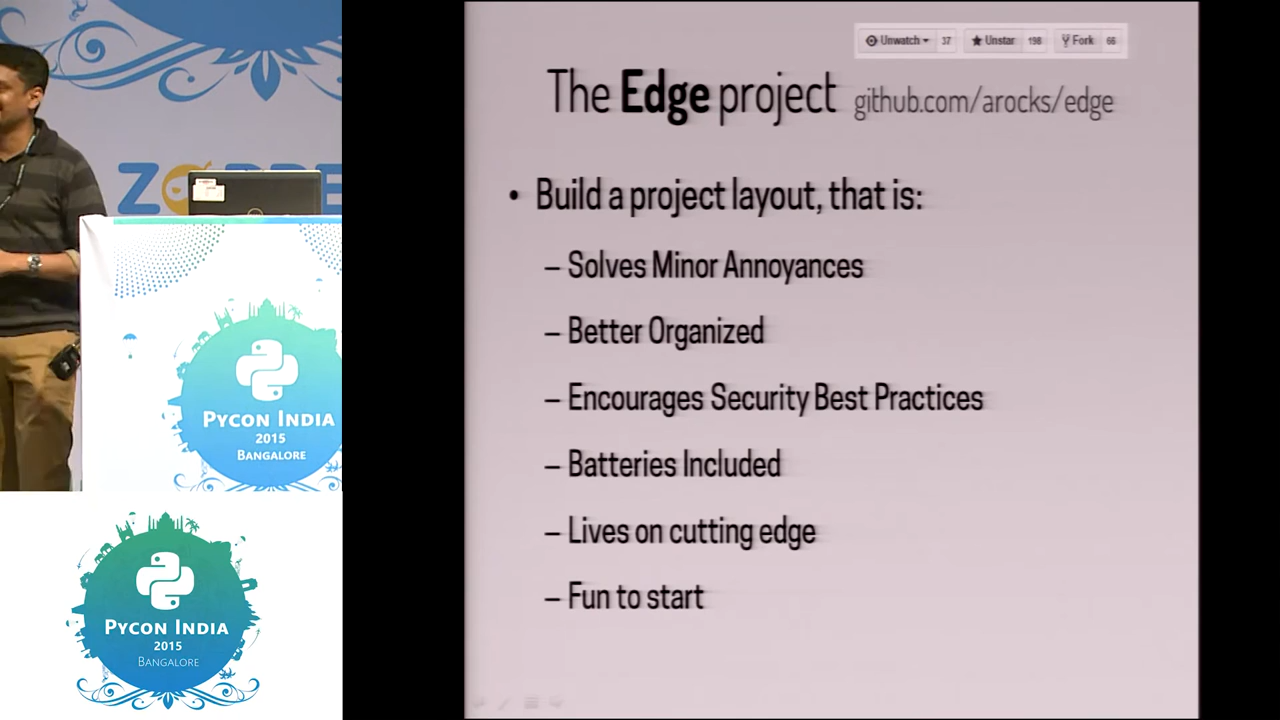 Unwatch 37 Unstar 198 Fork 66
The Edge project github.com/arocks/edge
• Build a project layout, that is:
– Solves Minor Annoyances
– Better Organized
– Encourages Security Best Practices
– Batteries Included
– Lives on cutting edge
– Fun to start
PYCON INDIA
2015
BANGALORE
PYCON INDIA
2015
BANGALORE